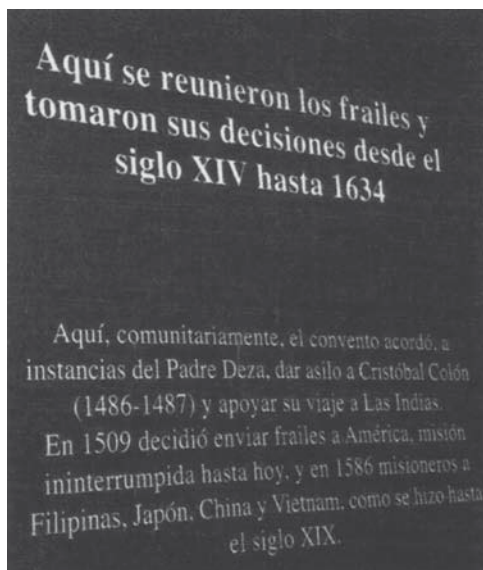 Aquí se reunieron los frailes y
tomaron sus decisiones desde el
siglo XIV hasta 1634
Aquí, comunitariamente, el convento acordó, a
instancias del Padre Deza, dar asilo a Cristóbal Colón
(1486-1487) y apoyar su viaje a Las Indias.
En 1509 decidió enviar frailes a América, misión
ininterrumpida hasta hoy, y en 1586 misioneros a
Filipinas, Japón, China y Vietnam, como se hizo hasta
el siglo XIX.